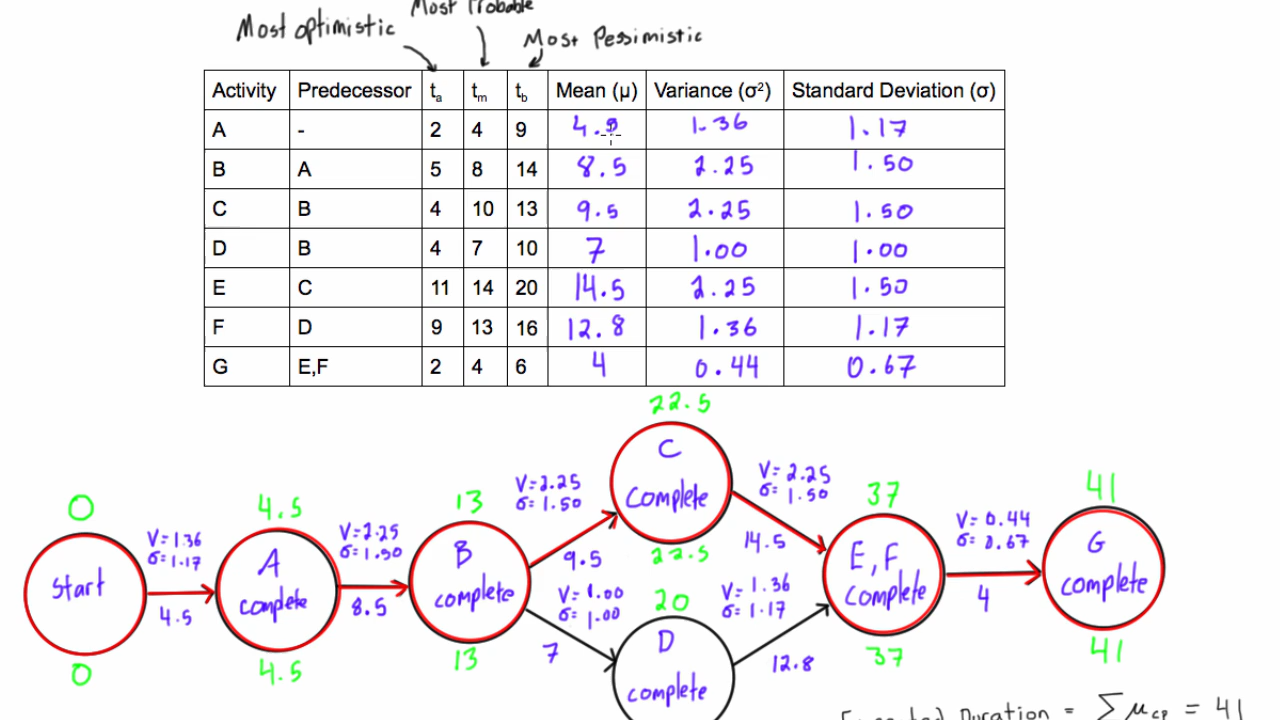 Most Probable
Most optimistic
Most Pessimistic
Activity Predecessor ta tm tb Mean (μ) Variance (σ²) Standard Deviation (σ)
A - 2 4 9 1.36 1.17
B A 5 8 14 8.5 2.25 1.50
C B 4 10 13 9.5 2.25 1.50
D B 4 7 10 7 1.00 1.00
E C 11 14 20 14.5 2.25 1.50
F D 9 13 16 12.8 1.36 1.17
G E,F 2 4 6 4 0.44 0.67
0
Start
0
V=1.36
σ=1.17
4.5
4.5
A
complete
4.5
V=2.25
σ=1.50
8.5
13
B
complete
13
V=2.25
σ=1.50
9.5
22.5
C
complete
22.5
V=2.25
σ=1.50
14.5
V=1.00
σ=1.00
7
20
D
complete
V=1.36
σ=1.17
12.8
37
E,F
complete
37
V=0.44
σ=0.67
4
41
G
complete
41
Expected Duration = Σμcp = 41